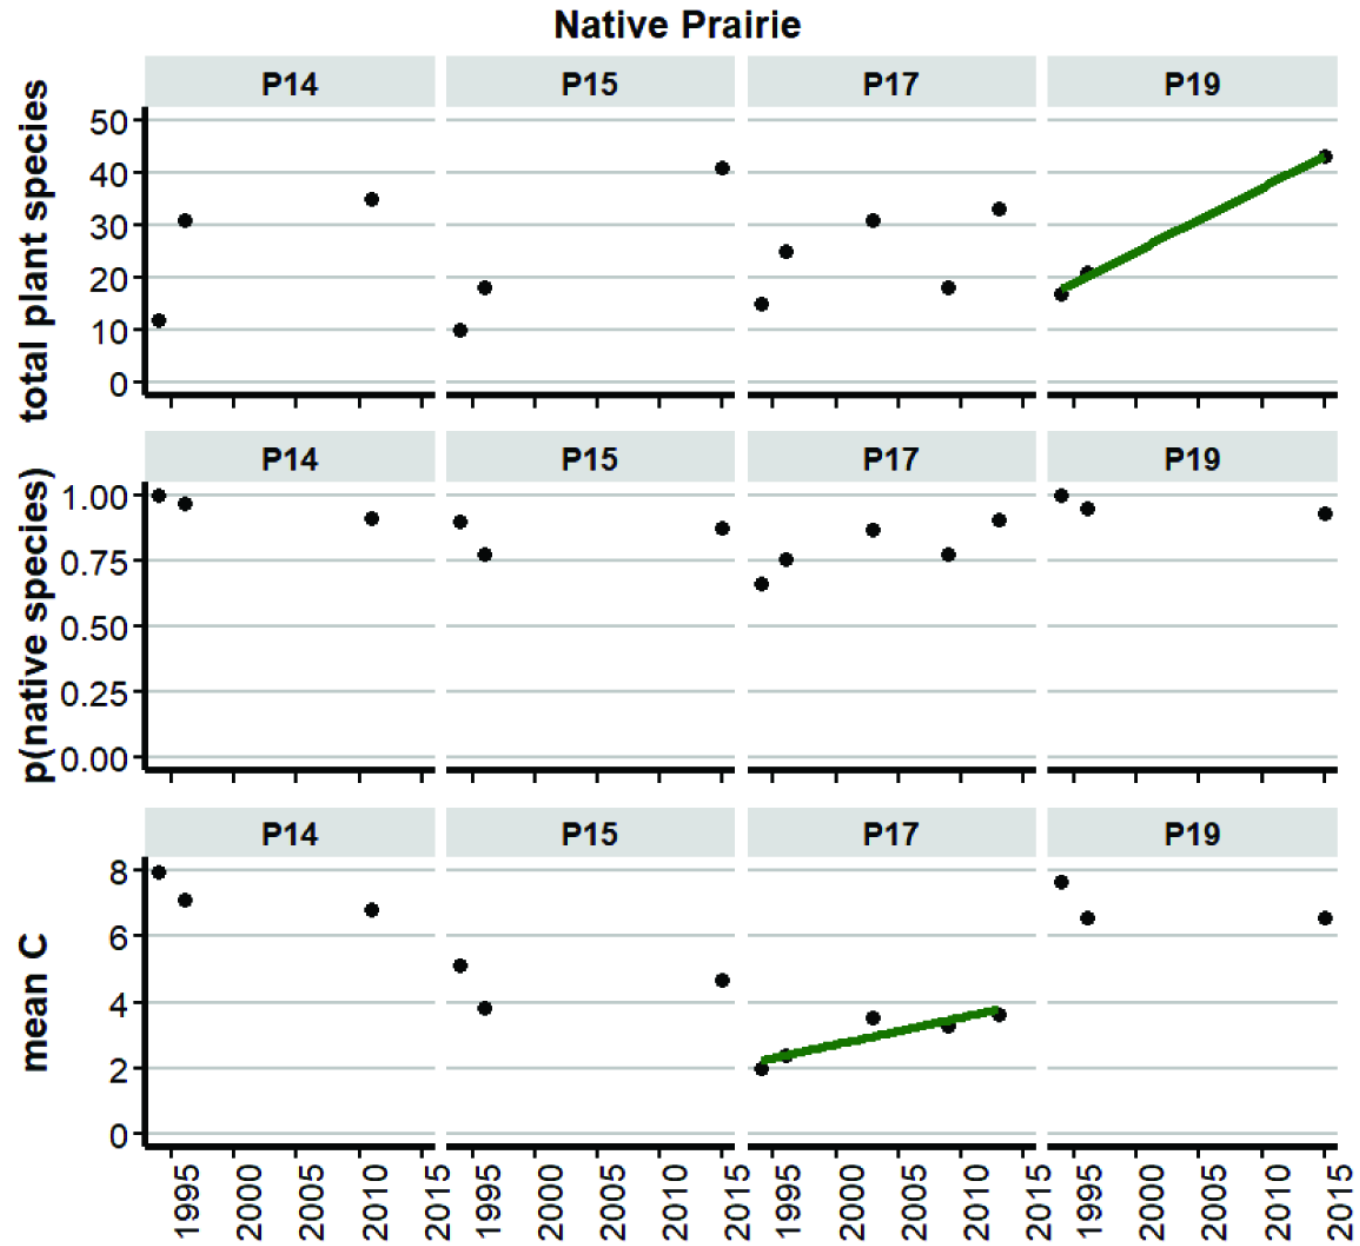 Native Prairie
P14 P15 P17 P19
total plant species
50
40
30
20
10
0
P14 P15 P17 P19
p(native species)
1.00
0.75
0.50
0.25
0.00
P14 P15 P17 P19
mean C
8
6
4
2
0
1995 2000 2005 2010 2015 1995 2000 2005 2010 2015 1995 2000 2005 2010 2015 1995 2000 2005 2010 2015